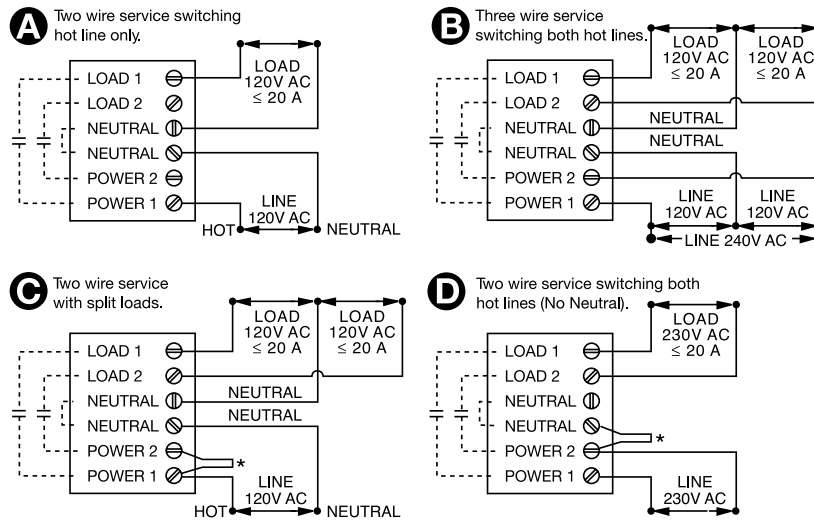 A Two wire service switching
hot line only.
LOAD 1
LOAD 2
NEUTRAL
NEUTRAL
POWER 2
POWER 1
LOAD
120V AC
≤ 20 A
LINE
120V AC
HOT
NEUTRAL
B Three wire service
switching both hot lines.
LOAD 1
LOAD 2
NEUTRAL
NEUTRAL
POWER 2
POWER 1
LOAD
120V AC
≤ 20 A
LOAD
120V AC
≤ 20 A
NEUTRAL
NEUTRAL
LINE
120V AC
LINE
120V AC
LINE 240V AC
C Two wire service
with split loads.
LOAD 1
LOAD 2
NEUTRAL
NEUTRAL
POWER 2
POWER 1
LOAD
120V AC
≤ 20 A
LOAD
120V AC
≤ 20 A
NEUTRAL
NEUTRAL
*
LINE
120V AC
HOT
NEUTRAL
D Two wire service switching both
hot lines (No Neutral).
LOAD 1
LOAD 2
NEUTRAL
NEUTRAL
POWER 2
POWER 1
LOAD
230V AC
≤ 20 A
*
LINE
230V AC